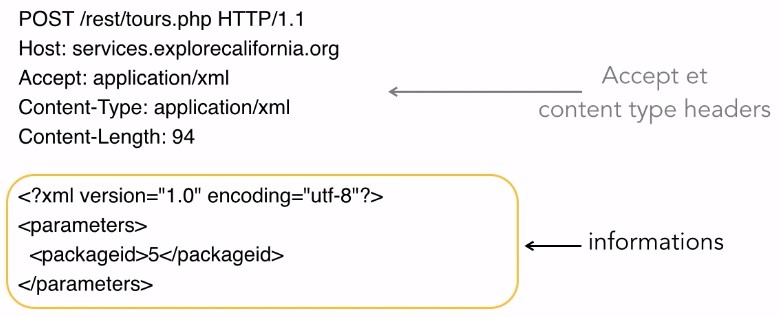 POST /rest/tours.php HTTP/1.1
Host: services.explorecalifornia.org
Accept: application/xml
Content-Type: application/xml
Content-Length: 94
Accept et
content type headers
<?xml version="1.0" encoding="utf-8"?>
<parameters>
<packageid>5</packageid>
</parameters>
informations